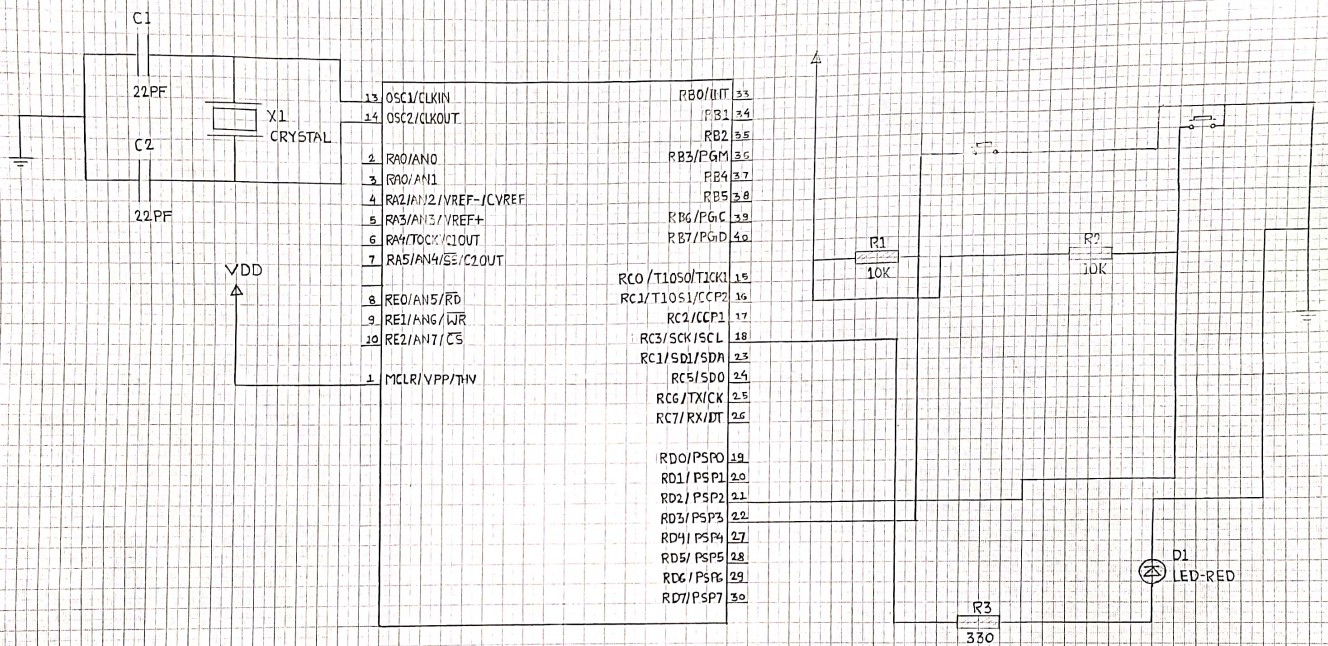 C1
22PF
X1
CRYSTAL
C2
22PF
VDD
13 OSC1/CLKIN
14 OSC2/CLKOUT
2 RA0/AN0
3 RA0/AN1
4 RA2/AN2/VREF-/CVREF
5 RA3/AN3/VREF+
6 RA4/TOCK/C1OUT
7 RA5/AN4/SE/C2OUT
8 RE0/AN5/RD
9 RE1/AN6/WR
10 RE2/AN7/CS
1 MCLR/VPP/THV
RB0/INT 33
RB1 34
RB2 35
RB3/PGM 36
RB4 37
RB5 38
RB6/PGC 39
RB7/PGD 40
RC0/T1OS0/T1CK1 15
RC1/T1OS1/CCP2 16
RC2/CCP1 17
RC3/SCK/SCL 18
RC1/SD1/SDA 23
RC5/SDO 24
RC6/TX/CK 25
RC7/RX/DT 26
RD0/PSP0 19
RD1/PSP1 20
RD2/PSP2 21
RD3/PSP3 22
RD4/PSP4 27
RD5/PSP5 28
RD6/PSP6 29
RD7/PSP7 30
R1
10K
R2
10K
D1
LED-RED
R3
330